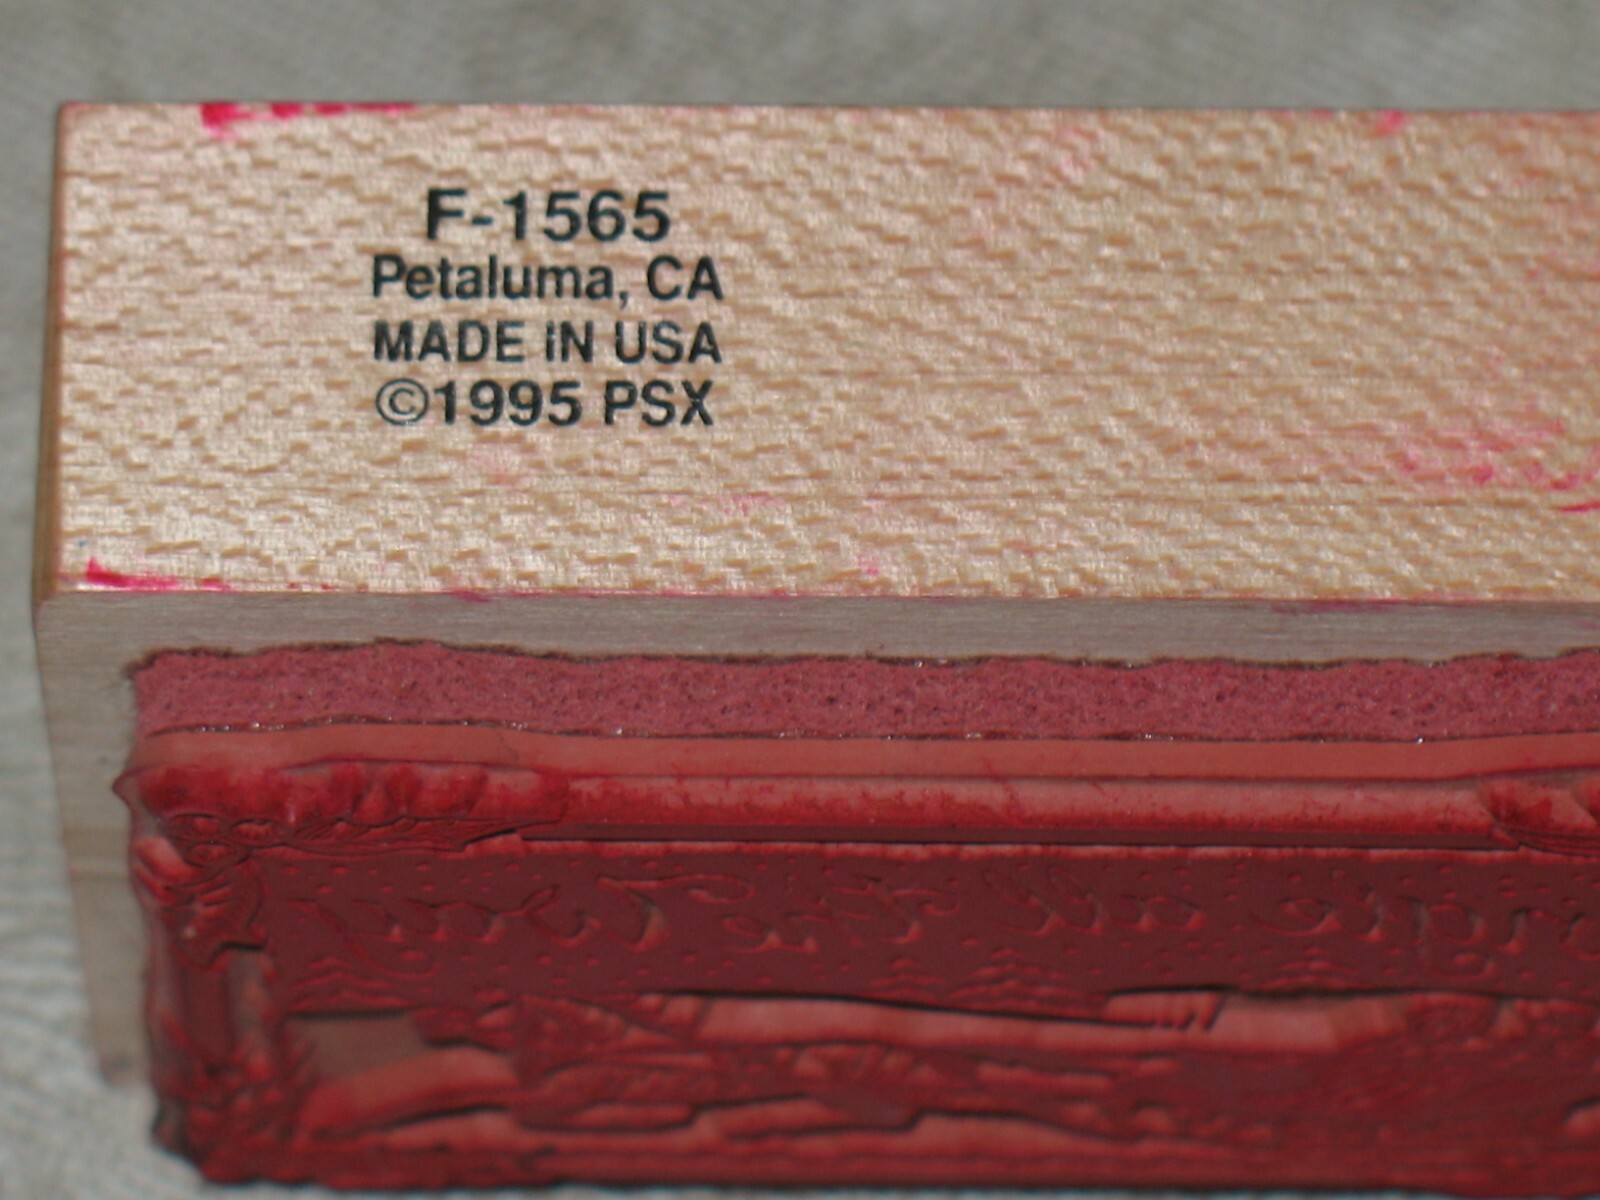 F-1565
Petaluma, CA
MADE IN USA
©1995 PSX